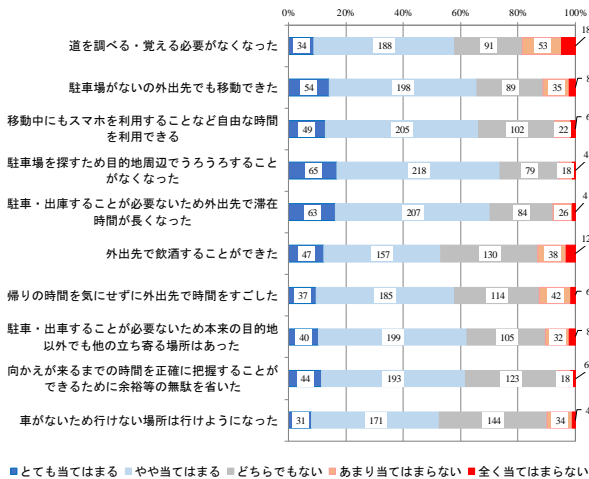 0% 20% 40% 60% 80% 100%
道を調べる・覚える必要がなくなった 34 188 91 53 18
駐車場がないの外出先でも移動できた 54 198 89 35 8
移動中にもスマホを利用することなど自由な時間
を利用できる 49 205 102 22 6
駐車場を探すため目的地周辺でうろうろすること
がなくなった 65 218 79 18 4
駐車・出庫することが必要ないため外出先で滞在
時間が長くなった 63 207 84 26 4
外出先で飲酒することができた 47 157 130 38 12
帰りの時間を気にせずに外出先で時間をすごした 37 185 114 42 6
駐車・出車することが必要ないため本来の目的地
以外でも他の立ち寄る場所はあった 40 199 105 32 8
向かえが来るまでの時間を正確に把握することが
できるために余裕等の無駄を省いた 44 193 123 18 6
車がないため行けない場所は行けようになった 31 171 144 34 4
とても当てはまる やや当てはまる どちらでもない あまり当てはまらない 全く当てはまらない